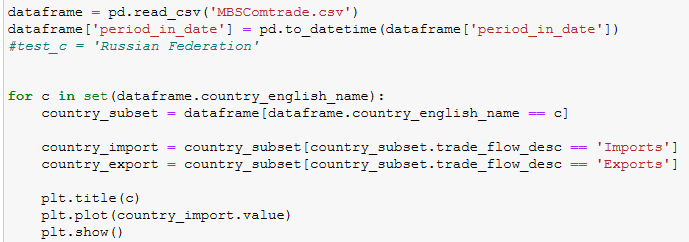 dataframe = pd.read_csv('MBSComtrade.csv')
dataframe['period_in_date'] = pd.to_datetime(dataframe['period_in_date'])
#test_c = 'Russian Federation'
for c in set(dataframe.country_english_name):
    country_subset = dataframe[dataframe.country_english_name == c]
    country_import = country_subset[country_subset.trade_flow_desc == 'Imports']
    country_export = country_subset[country_subset.trade_flow_desc == 'Exports']
    plt.title(c)
    plt.plot(country_import.value)
    plt.show()